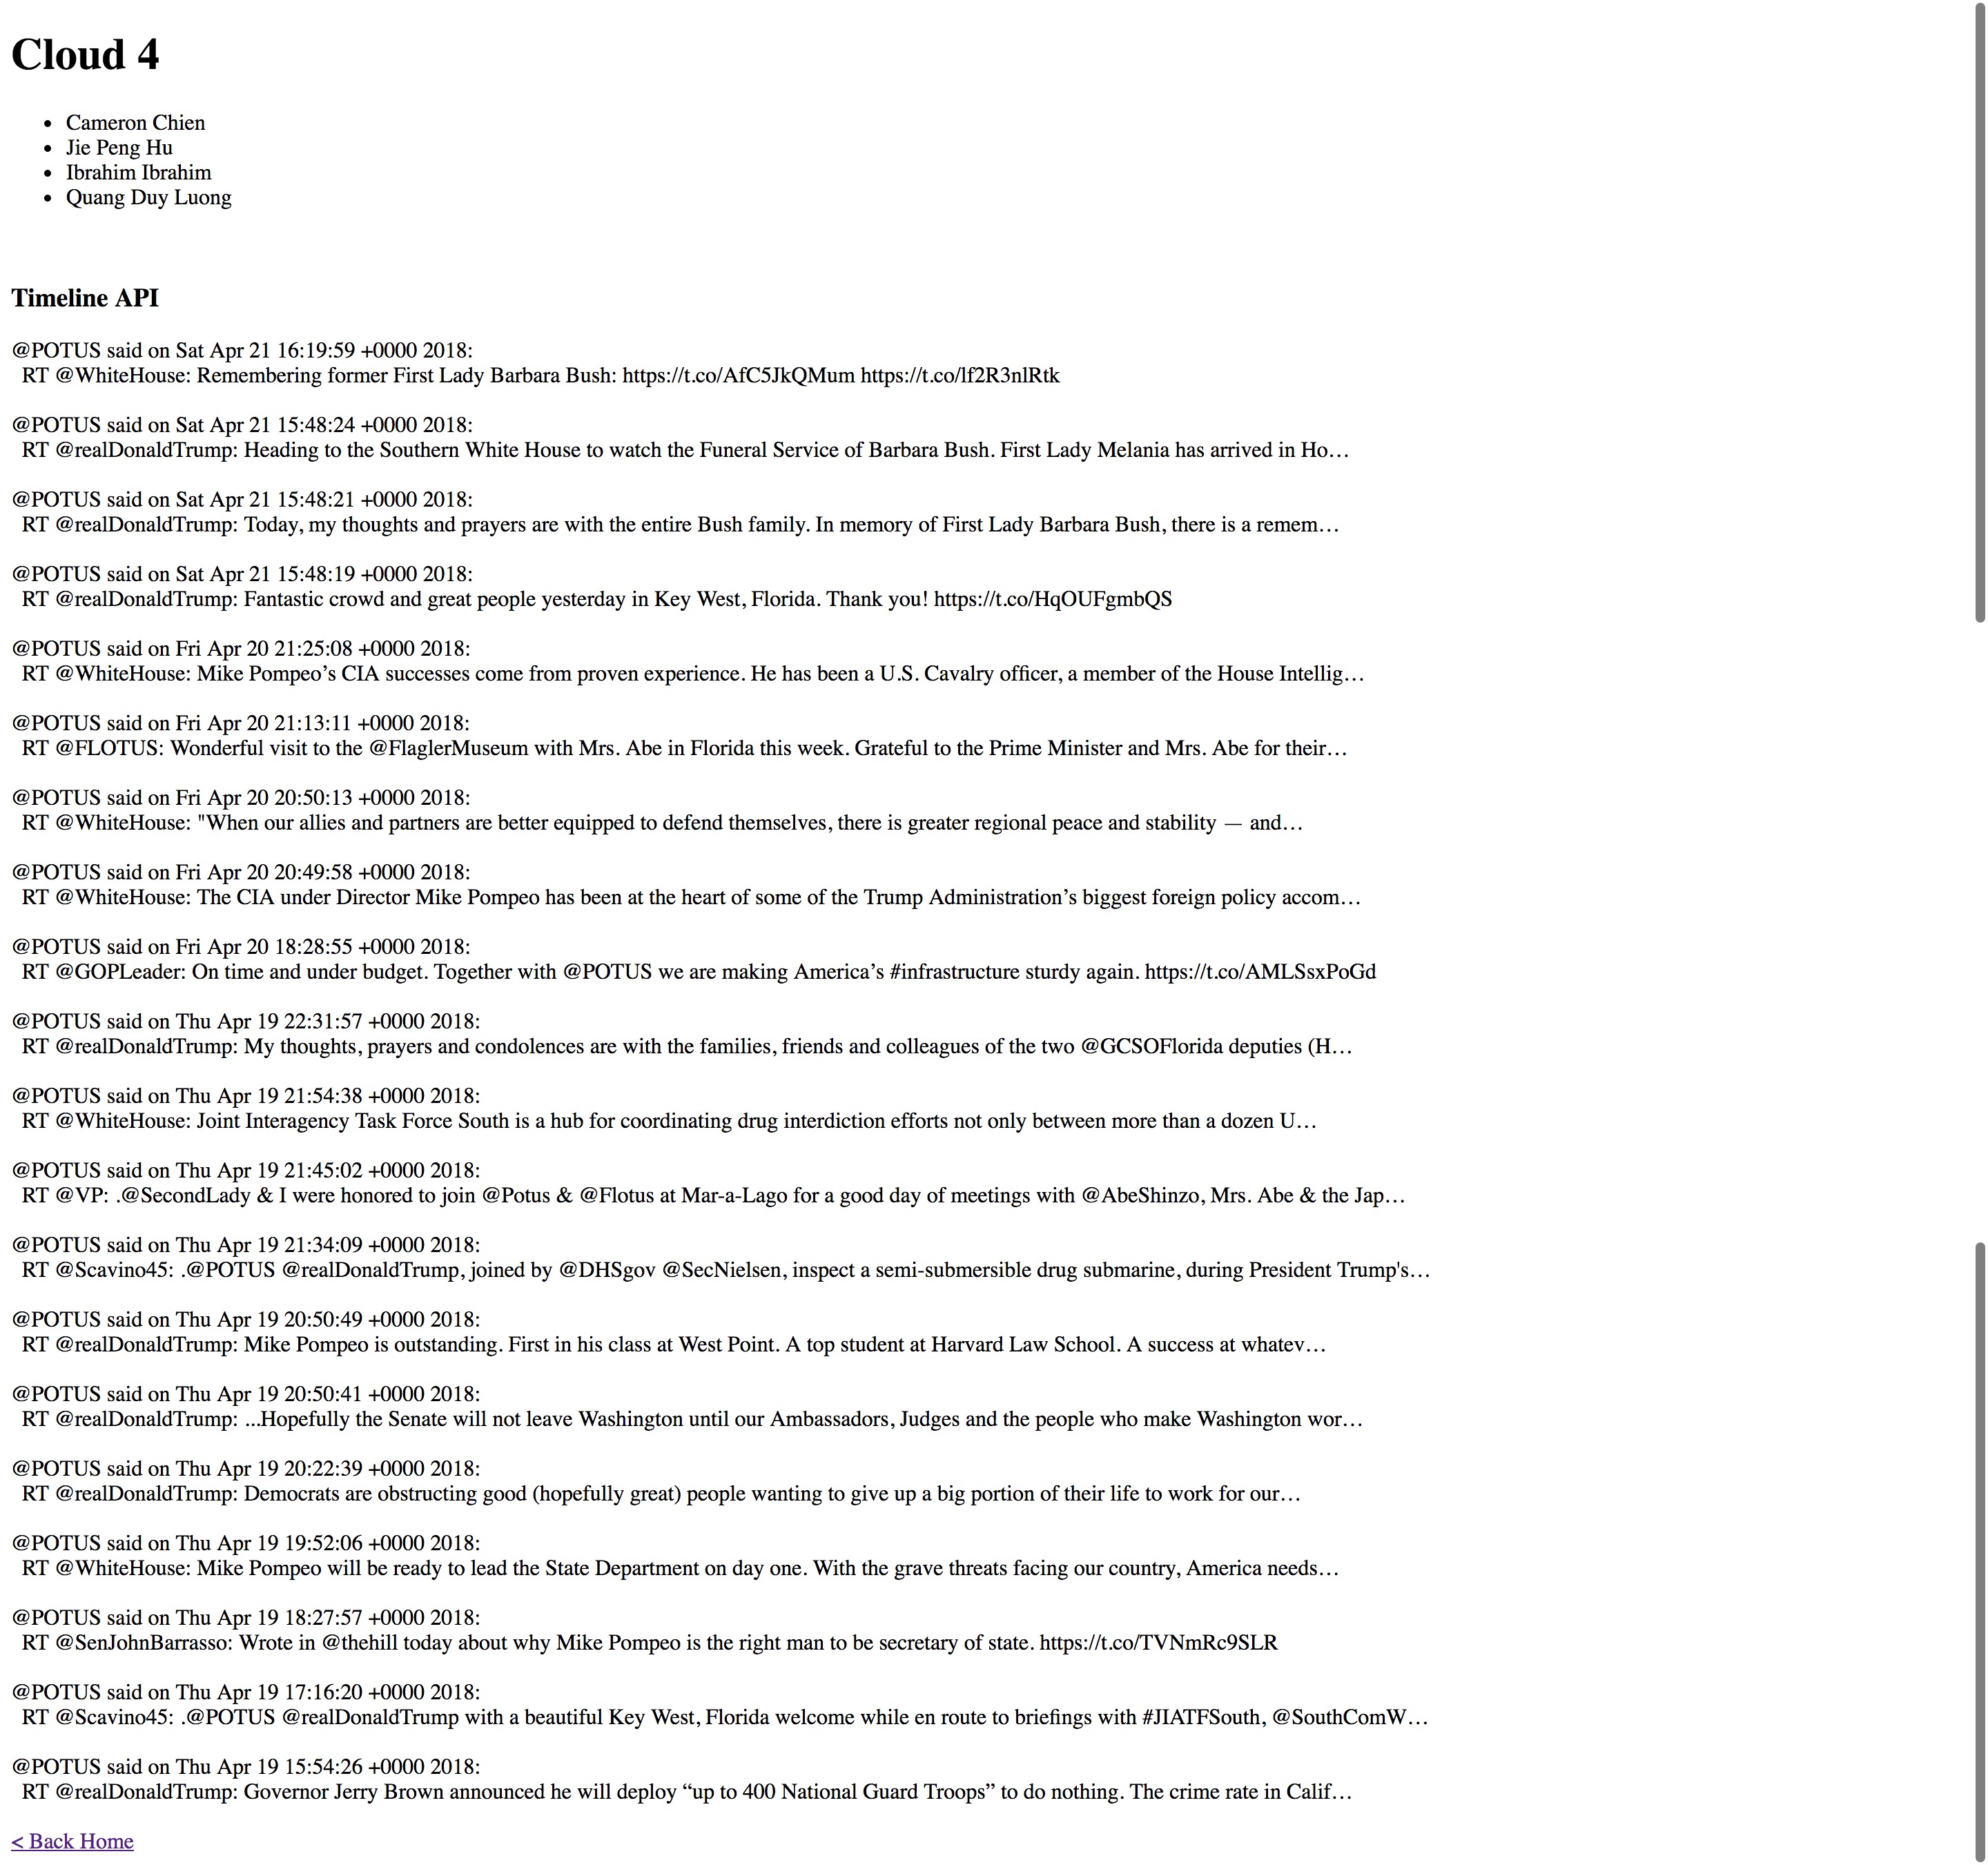 Cloud 4
• Cameron Chien
• Jie Peng Hu
• Ibrahim Ibrahim
• Quang Duy Luong
Timeline API
@POTUS said on Sat Apr 21 16:19:59 +0000 2018:
RT @WhiteHouse: Remembering former First Lady Barbara Bush: https://t.co/AfC5JkQMum https://t.co/lf2R3nlRtk
@POTUS said on Sat Apr 21 15:48:24 +0000 2018:
RT @realDonaldTrump: Heading to the Southern White House to watch the Funeral Service of Barbara Bush. First Lady Melania has arrived in Ho…
@POTUS said on Sat Apr 21 15:48:21 +0000 2018:
RT @realDonaldTrump: Today, my thoughts and prayers are with the entire Bush family. In memory of First Lady Barbara Bush, there is a remem…
@POTUS said on Sat Apr 21 15:48:19 +0000 2018:
RT @realDonaldTrump: Fantastic crowd and great people yesterday in Key West, Florida. Thank you! https://t.co/HqOUFgmbQS
@POTUS said on Fri Apr 20 21:25:08 +0000 2018:
RT @WhiteHouse: Mike Pompeo’s CIA successes come from proven experience. He has been a U.S. Cavalry officer, a member of the House Intellig…
@POTUS said on Fri Apr 20 21:13:11 +0000 2018:
RT @FLOTUS: Wonderful visit to the @FlaglerMuseum with Mrs. Abe in Florida this week. Grateful to the Prime Minister and Mrs. Abe for their…
@POTUS said on Fri Apr 20 20:50:13 +0000 2018:
RT @WhiteHouse: "When our allies and partners are better equipped to defend themselves, there is greater regional peace and stability — and…
@POTUS said on Fri Apr 20 20:49:58 +0000 2018:
RT @WhiteHouse: The CIA under Director Mike Pompeo has been at the heart of some of the Trump Administration’s biggest foreign policy accom…
@POTUS said on Fri Apr 20 18:28:55 +0000 2018:
RT @GOPLeader: On time and under budget. Together with @POTUS we are making America’s #infrastructure sturdy again. https://t.co/AMLSsxPoGd
@POTUS said on Thu Apr 19 22:31:57 +0000 2018:
RT @realDonaldTrump: My thoughts, prayers and condolences are with the families, friends and colleagues of the two @GCSOFlorida deputies (H…
@POTUS said on Thu Apr 19 21:54:38 +0000 2018:
RT @WhiteHouse: Joint Interagency Task Force South is a hub for coordinating drug interdiction efforts not only between more than a dozen U…
@POTUS said on Thu Apr 19 21:45:02 +0000 2018:
RT @VP: .@SecondLady & I were honored to join @Potus & @Flotus at Mar-a-Lago for a good day of meetings with @AbeShinzo, Mrs. Abe & the Jap…
@POTUS said on Thu Apr 19 21:34:09 +0000 2018:
RT @Scavino45: .@POTUS @realDonaldTrump, joined by @DHSgov @SecNielsen, inspect a semi-submersible drug submarine, during President Trump's…
@POTUS said on Thu Apr 19 20:50:49 +0000 2018:
RT @realDonaldTrump: Mike Pompeo is outstanding. First in his class at West Point. A top student at Harvard Law School. A success at whatev…
@POTUS said on Thu Apr 19 20:50:41 +0000 2018:
RT @realDonaldTrump: ...Hopefully the Senate will not leave Washington until our Ambassadors, Judges and the people who make Washington wor…
@POTUS said on Thu Apr 19 20:22:39 +0000 2018:
RT @realDonaldTrump: Democrats are obstructing good (hopefully great) people wanting to give up a big portion of their life to work for our…
@POTUS said on Thu Apr 19 19:52:06 +0000 2018:
RT @WhiteHouse: Mike Pompeo will be ready to lead the State Department on day one. With the grave threats facing our country, America needs…
@POTUS said on Thu Apr 19 18:27:57 +0000 2018:
RT @SenJohnBarrasso: Wrote in @thehill today about why Mike Pompeo is the right man to be secretary of state. https://t.co/TVNmRc9SLR
@POTUS said on Thu Apr 19 17:16:20 +0000 2018:
RT @Scavino45: .@POTUS @realDonaldTrump with a beautiful Key West, Florida welcome while en route to briefings with #JIATFSouth, @SouthComW…
@POTUS said on Thu Apr 19 15:54:26 +0000 2018:
RT @realDonaldTrump: Governor Jerry Brown announced he will deploy “up to 400 National Guard Troops” to do nothing. The crime rate in Calif…
< Back Home